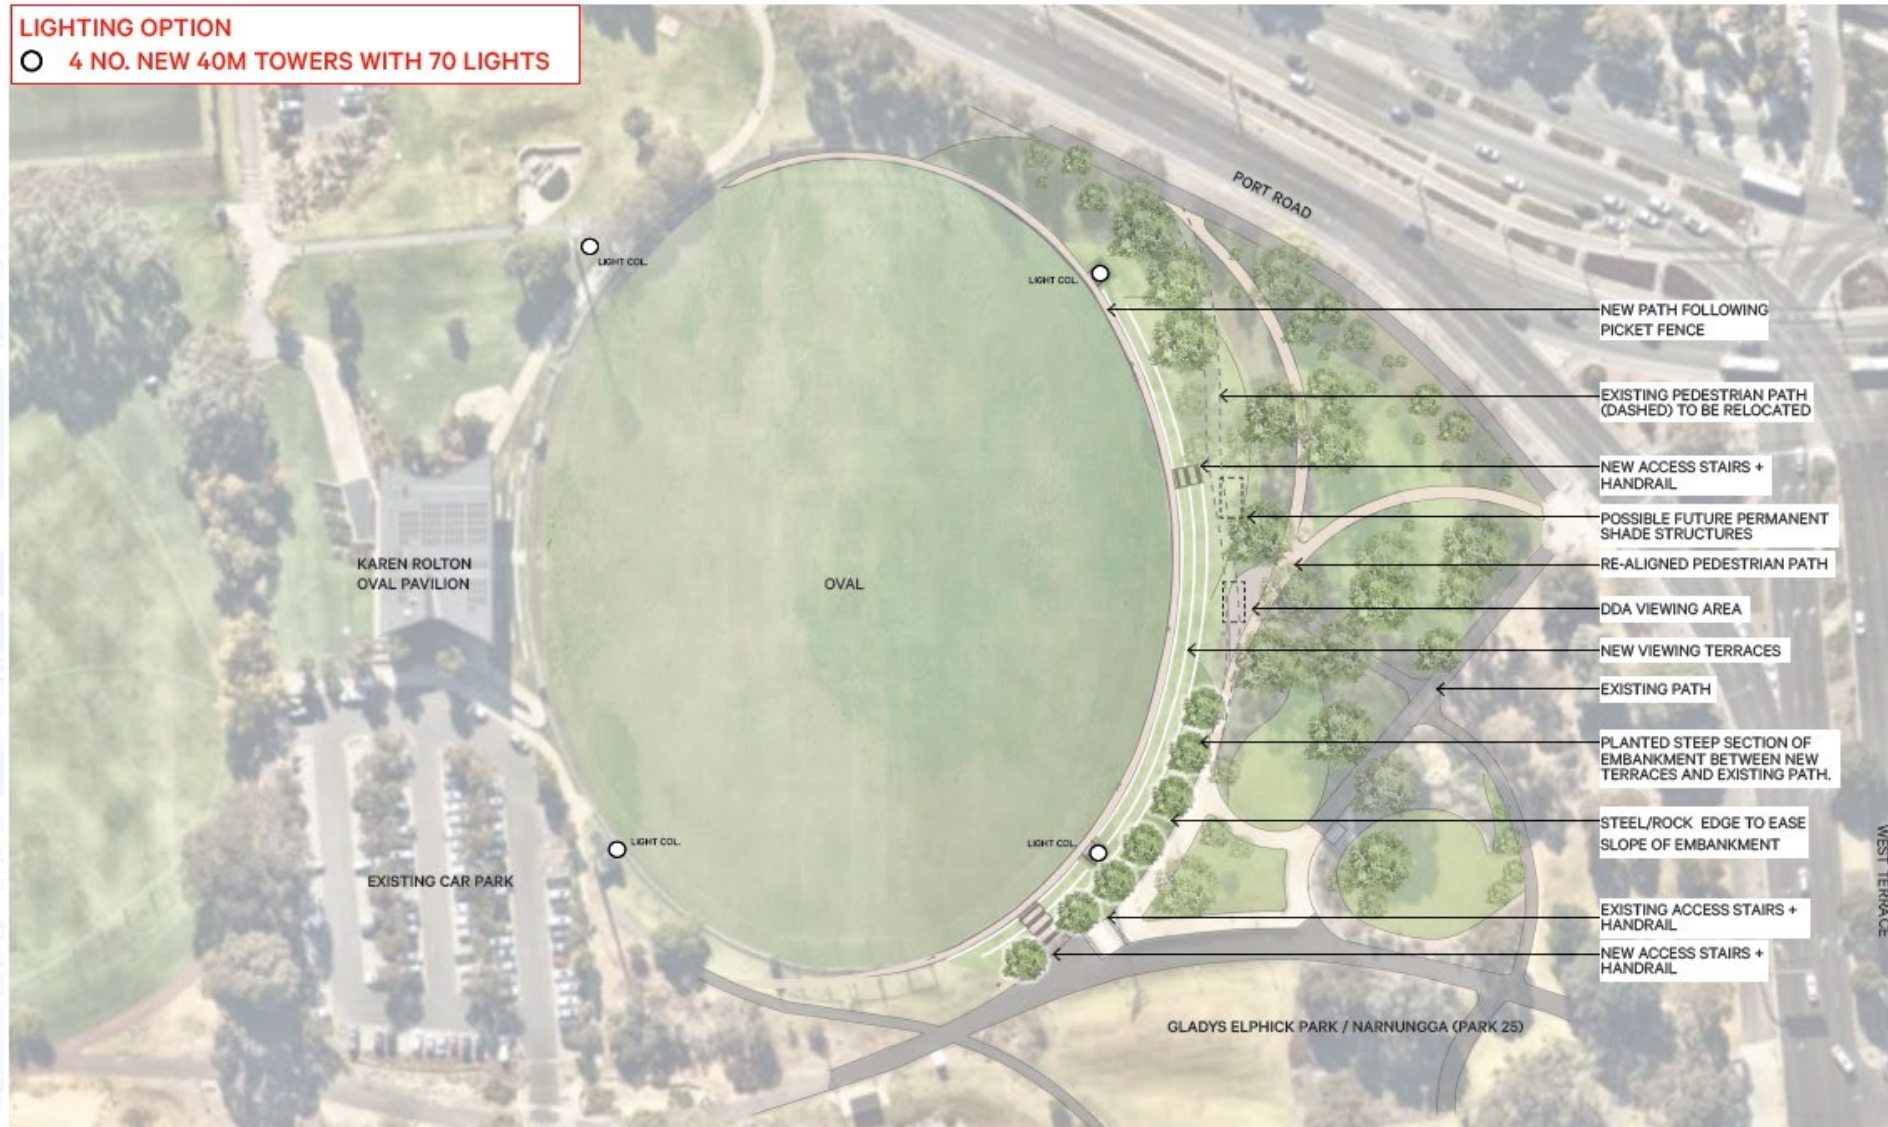 LIGHTING OPTION
4 NO. NEW 40M TOWERS WITH 70 LIGHTS
PORT ROAD
LIGHT COL.
LIGHT COL.
NEW PATH FOLLOWING
PICKET FENCE
EXISTING PEDESTRIAN PATH
(DASHED) TO BE RELOCATED
NEW ACCESS STAIRS +
HANDRAIL
POSSIBLE FUTURE PERMANENT
SHADE STRUCTURES
KAREN ROLTON
OVAL PAVILION
OVAL
RE-ALIGNED PEDESTRIAN PATH
DDA VIEWING AREA
NEW VIEWING TERRACES
EXISTING PATH
PLANTED STEEP SECTION OF
EMBANKMENT BETWEEN NEW
TERRACES AND EXISTING PATH.
STEEL/ROCK EDGE TO EASE
SLOPE OF EMBANKMENT
LIGHT COL.
LIGHT COL.
WEST TERRACE
EXISTING CAR PARK
EXISTING ACCESS STAIRS +
HANDRAIL
NEW ACCESS STAIRS +
HANDRAIL
GLADYS ELPHICK PARK / NARNUNGGA (PARK 25)